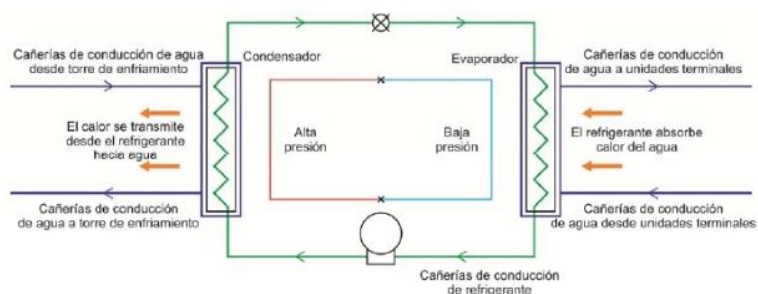 Cañerías de conducción de agua
desde torre de enfriamiento
Condensador
Evaporador
Cañerías de conducción
de agua a unidades terminales
El calor se transmite
desde el refrigerante
hacia agua
Alta
presión
Baja
presión
El refrigerante absorbe
calor del agua
Cañerías de conducción
de agua a torre de enfriamiento
Cañerías de conducción
de agua desde unidades terminales
Cañerías de conducción
de refrigerante